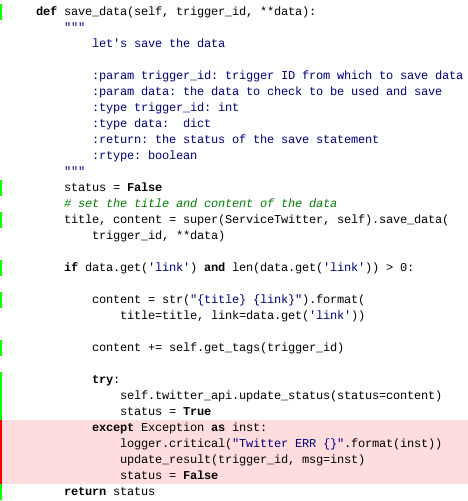 def save_data(self, trigger_id, **data):
    """
        let's save the data

        :param trigger_id: trigger ID from which to save data
        :param data: the data to check to be used and save
        :type trigger_id: int
        :type data:  dict
        :return: the status of the save statement
        :rtype: boolean
    """
    status = False
    # set the title and content of the data
    title, content = super(ServiceTwitter, self).save_data(
        trigger_id, **data)

    if data.get('link') and len(data.get('link')) > 0:

        content = str("{title} {link}").format(
            title=title, link=data.get('link'))

        content += self.get_tags(trigger_id)

        try:
            self.twitter_api.update_status(status=content)
            status = True
        except Exception as inst:
            logger.critical("Twitter ERR {}".format(inst))
            update_result(trigger_id, msg=inst)
            status = False
    return status